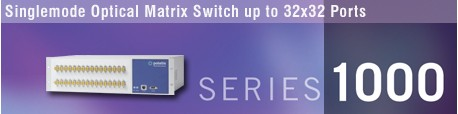 Singlemode Optical Matrix Switch up to 32x32 Ports
SERIES 1000